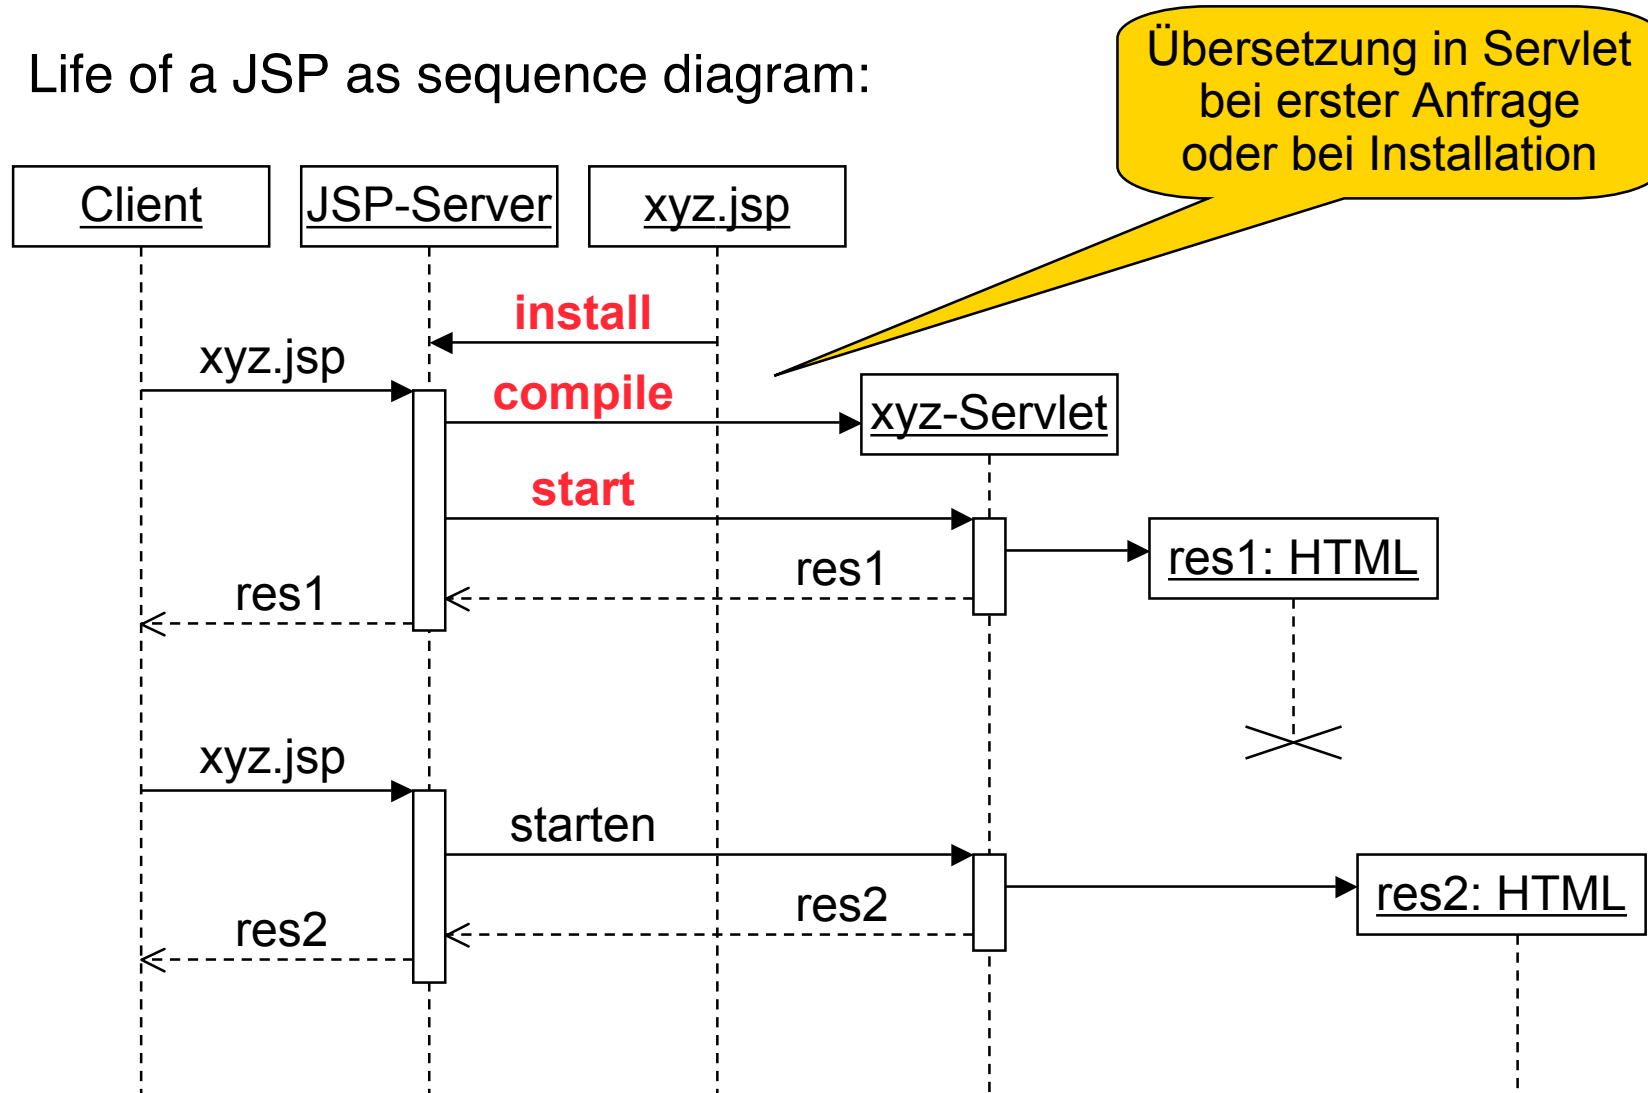 Life of a JSP as sequence diagram:
Übersetzung in Servlet
bei erster Anfrage
oder bei Installation
Client
JSP-Server
xyz.jsp
install
xyz.jsp
compile
xyz-Servlet
start
res1: HTML
res1
res1
xyz.jsp
starten
res2: HTML
res2
res2